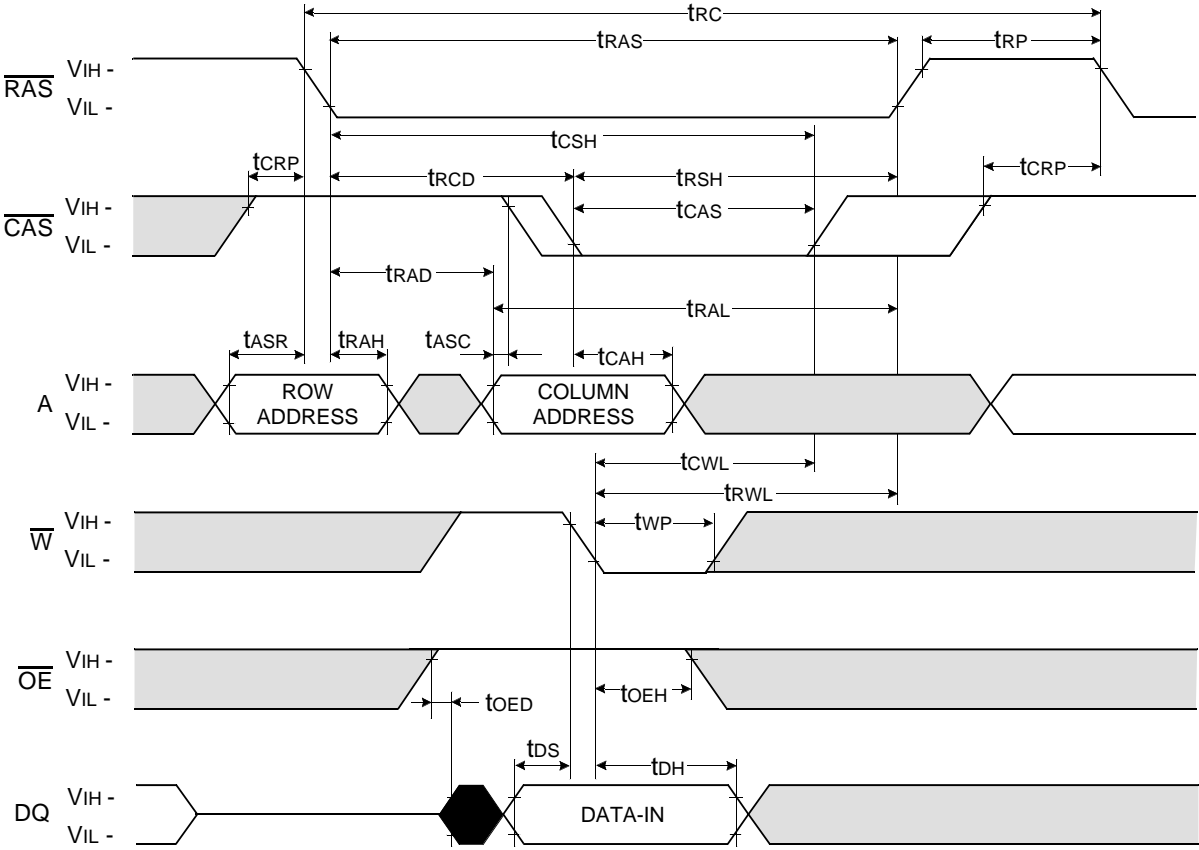 tRC
tRAS
tRP
RAS
VIH -
VIL -
tCSH
tCRP
tRCD
tRSH
tCRP
CAS
VIH -
VIL -
tCAS
tRAD
tRAL
tASR
tRAH
tASC
tCAH
A
VIH -
VIL -
ROW
ADDRESS
COLUMN
ADDRESS
tCWL
tRWL
W
VIH -
VIL -
tWP
OE
VIH -
VIL -
tOED
tOEH
tDS
tDH
DQ
VIH -
VIL -
DATA-IN